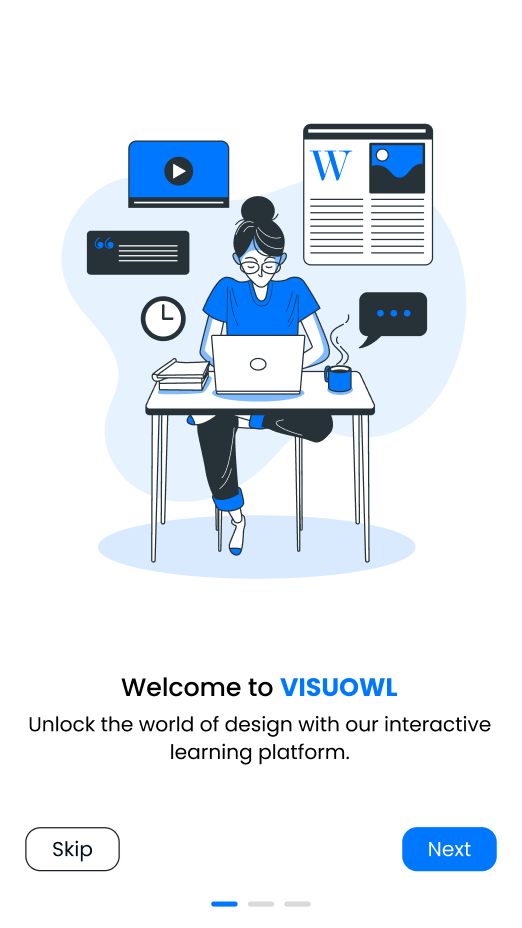 W
Welcome to VISUOWL
Unlock the world of design with our interactive
learning platform.
Skip
Next